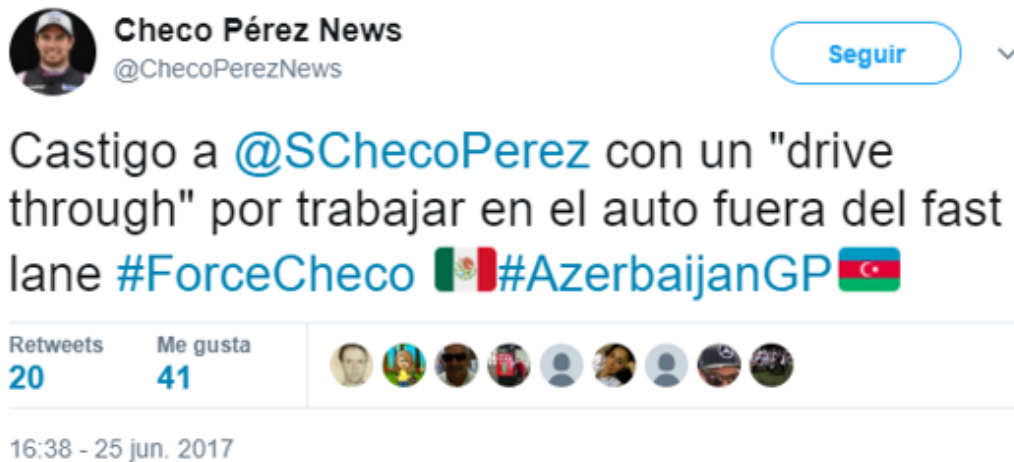 Checo Pérez News
@ChecoPerezNews
Seguir
Castigo a @SChecoPerez con un "drive
through" por trabajar en el auto fuera del fast
lane #ForceCheco #AzerbaijanGP
Retweets Me gusta
20 41
16:38 - 25 jun. 2017